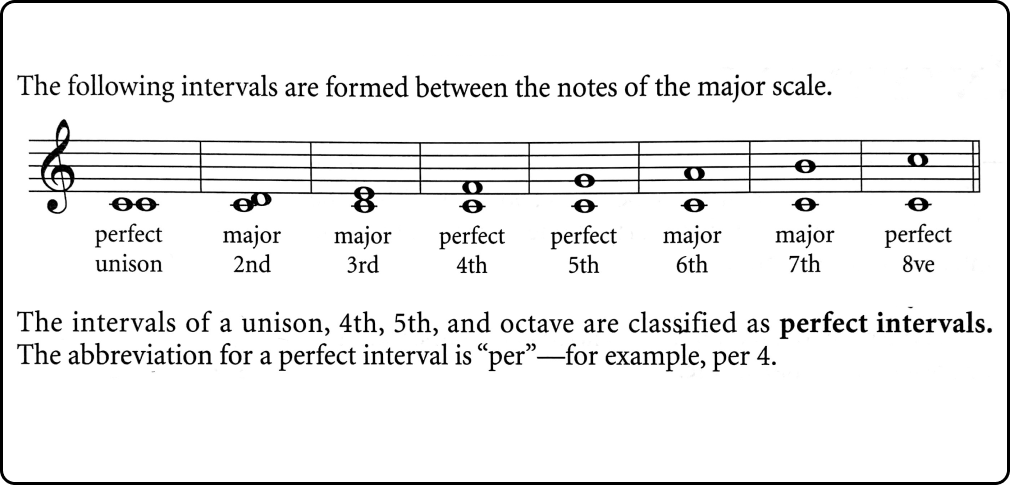 The following intervals are formed between the notes of the major scale.
perfect major major perfect perfect major major perfect
unison 2nd 3rd 4th 5th 6th 7th 8ve
The intervals of a unison, 4th, 5th, and octave are classified as perfect intervals.
The abbreviation for a perfect interval is “per”—for example, per 4.